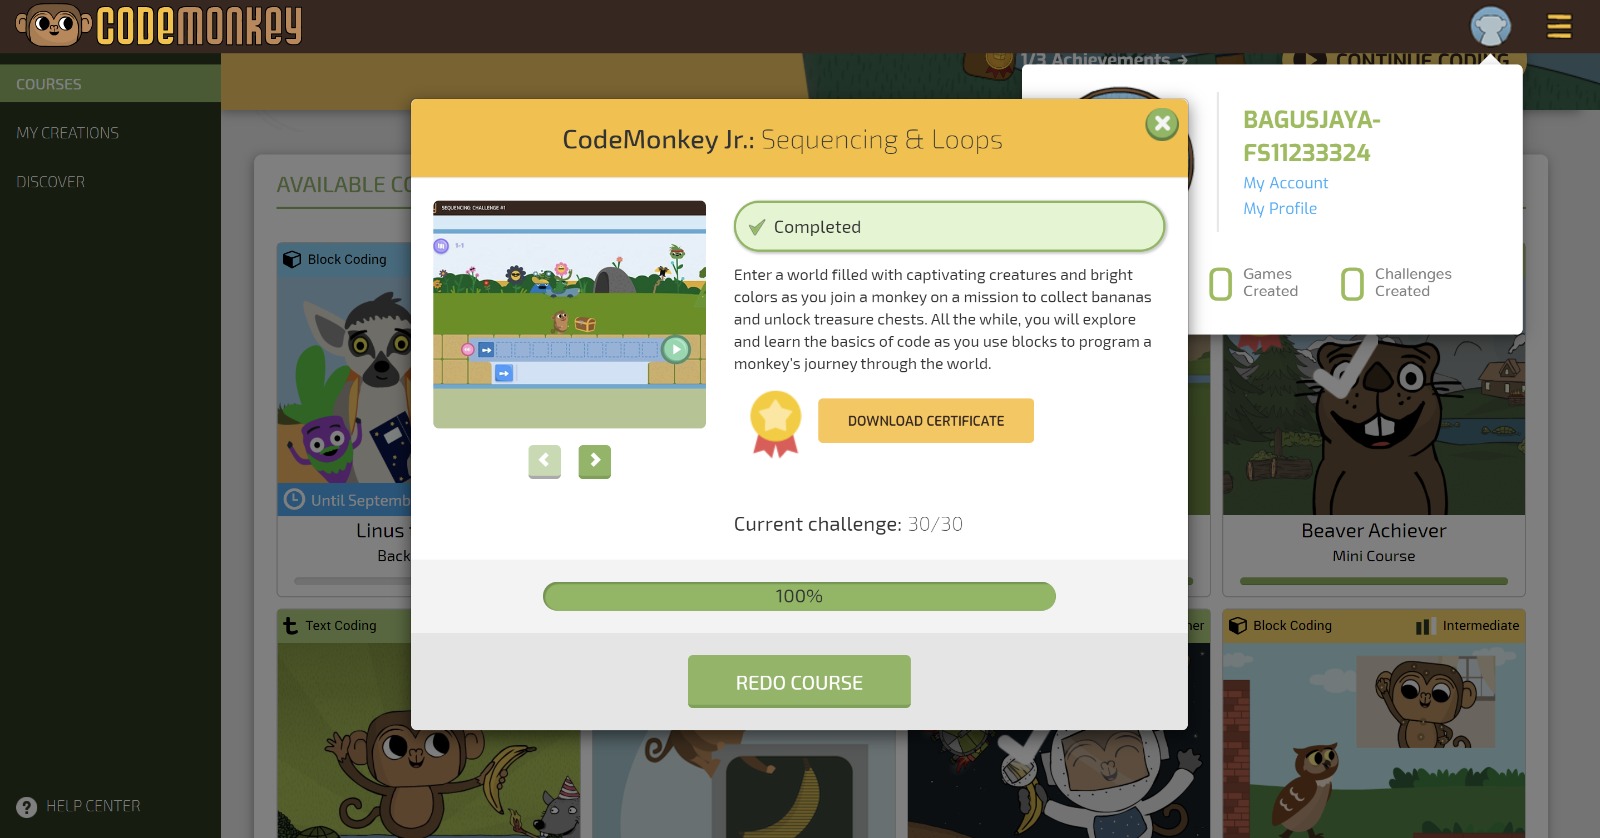 CODEMONKEY
1/3 Achievements →
CONTINUE CODING
COURSES
MY CREATIONS
DISCOVER
HELP CENTER
BAGUSJAYA-
FS11233324
My Account
My Profile
0 Games
Created
0 Challenges
Created
CodeMonkey Jr.: Sequencing & Loops
SEQUENCING: CHALLENGE #1
1-1
Completed
Enter a world filled with captivating creatures and bright
colors as you join a monkey on a mission to collect bananas
and unlock treasure chests. All the while, you will explore
and learn the basics of code as you use blocks to program a
monkey's journey through the world.
DOWNLOAD CERTIFICATE
Current challenge: 30/30
100%
REDO COURSE
AVAILABLE
Block Coding
Until
Linus
Beaver Achiever
Mini Course
t Text Coding
Block Coding
Intermediate